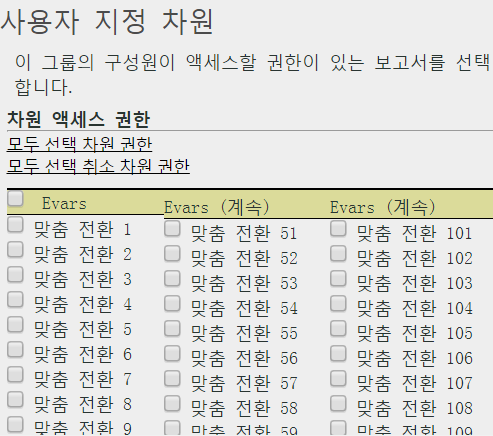 사용자 지정 차원
이 그룹의 구성원이 액세스할 권한이 있는 보고서를 선택
합니다.
차원 액세스 권한
모두 선택 차원 권한
모두 선택 취소 차원 권한
Evars Evars (계속) Evars (계속)
맞춤 전환 1 맞춤 전환 51 맞춤 전환 101
맞춤 전환 2 맞춤 전환 52 맞춤 전환 102
맞춤 전환 3 맞춤 전환 53 맞춤 전환 103
맞춤 전환 4 맞춤 전환 54 맞춤 전환 104
맞춤 전환 5 맞춤 전환 55 맞춤 전환 105
맞춤 전환 6 맞춤 전환 56 맞춤 전환 106
맞춤 전환 7 맞춤 전환 57 맞춤 전환 107
맞춤 전환 8 맞춤 전환 58 맞춤 전환 108
맞춤 전환 9 맞춤 전환 59 맞춤 전환 109